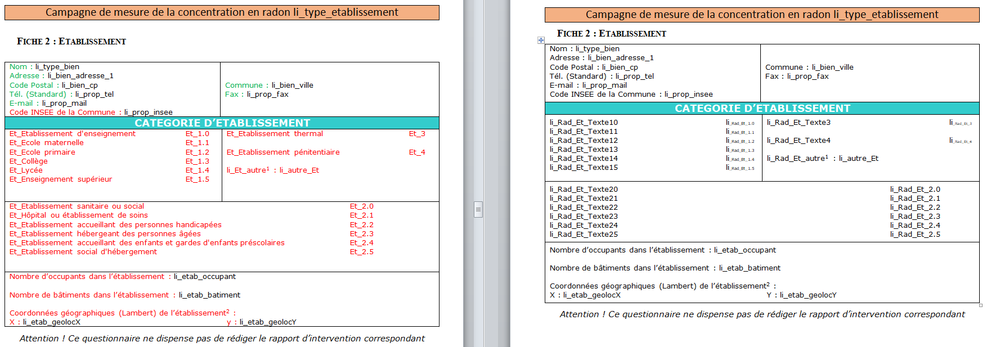 Campagne de mesure de la concentration en radon li_type_etablissement
FICHE 2 : ETABLISSEMENT
Nom : li_type_bien
Adresse : li_bien_adresse_1
Code Postal : li_bien_cp
Commune : li_bien_ville
Tél. (Standard) : li_prop_tel
Fax : li_prop_fax
E-mail : li_prop_mail
Code INSEE de la Commune : li_prop_insee
CATEGORIE D’ETABLISSEMENT
Et_Etablissement d'enseignement Et_1.0
Et_Ecole maternelle Et_1.1
Et_Ecole primaire Et_1.2
Et_Collège Et_1.3
Et_Lycée Et_1.4
Et_Enseignement supérieur Et_1.5
Et_Etablissement thermal Et_3
Et_Etablissement pénitentiaire Et_4
li_Et_autre¹ : li_autre_Et
Et_Etablissement sanitaire ou social Et_2.0
Et_Hôpital ou établissement de soins Et_2.1
Et_Etablissement accueillant des personnes handicapées Et_2.2
Et_Etablissement hébergeant des personnes âgées Et_2.3
Et_Etablissement accueillant des enfants et gardes d'enfants préscolaires Et_2.4
Et_Etablissement social d'hébergement Et_2.5
Nombre d’occupants dans l’établissement : li_etab_occupant
Nombre de bâtiments dans l’établissement : li_etab_batiment
Coordonnées géographiques (Lambert) de l’établissement² :
X : li_etab_geolocX y : li_etab_geolocY
Attention ! Ce questionnaire ne dispense pas de rédiger le rapport d’intervention correspondant
Campagne de mesure de la concentration en radon li_type_etablissement
FICHE 2 : ETABLISSEMENT
Nom : li_type_bien
Adresse : li_bien_adresse_1
Code Postal : li_bien_cp
Commune : li_bien_ville
Tél. (Standard) : li_prop_tel
Fax : li_prop_fax
E-mail : li_prop_mail
Code INSEE de la Commune : li_prop_insee
CATEGORIE D’ETABLISSEMENT
li_Rad_Et_Texte10 li_Rad_Et_1.0
li_Rad_Et_Texte11 li_Rad_Et_1.1
li_Rad_Et_Texte12 li_Rad_Et_1.2
li_Rad_Et_Texte13 li_Rad_Et_1.3
li_Rad_Et_Texte14 li_Rad_Et_1.4
li_Rad_Et_Texte15 li_Rad_Et_1.5
li_Rad_Et_Texte3 li_Rad_Et_3
li_Rad_Et_Texte4 li_Rad_Et_4
li_Rad_Et_autre¹ : li_autre_Et
li_Rad_Et_Texte20 li_Rad_Et_2.0
li_Rad_Et_Texte21 li_Rad_Et_2.1
li_Rad_Et_Texte22 li_Rad_Et_2.2
li_Rad_Et_Texte23 li_Rad_Et_2.3
li_Rad_Et_Texte24 li_Rad_Et_2.4
li_Rad_Et_Texte25 li_Rad_Et_2.5
Nombre d’occupants dans l’établissement : li_etab_occupant
Nombre de bâtiments dans l’établissement : li_etab_batiment
Coordonnées géographiques (Lambert) de l’établissement² :
X : li_etab_geolocX Y : li_etab_geolocY
Attention ! Ce questionnaire ne dispense pas de rédiger le rapport d’intervention correspondant